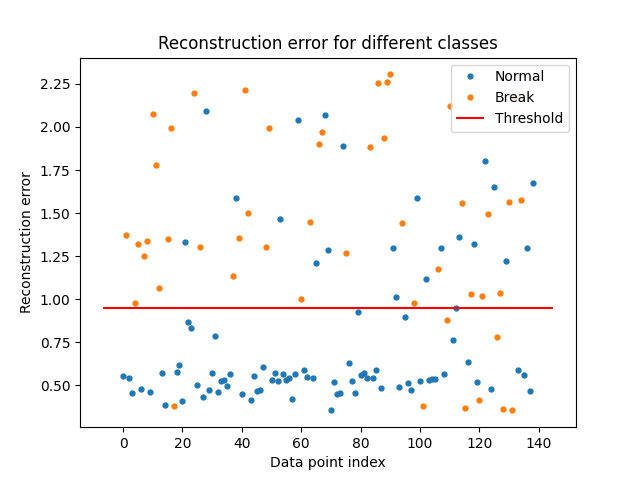 Reconstruction error for different classes
Normal
Break
Threshold
Reconstruction error
2.25
2.00
1.75
1.50
1.25
1.00
0.75
0.50
0 20 40 60 80 100 120 140
Data point index